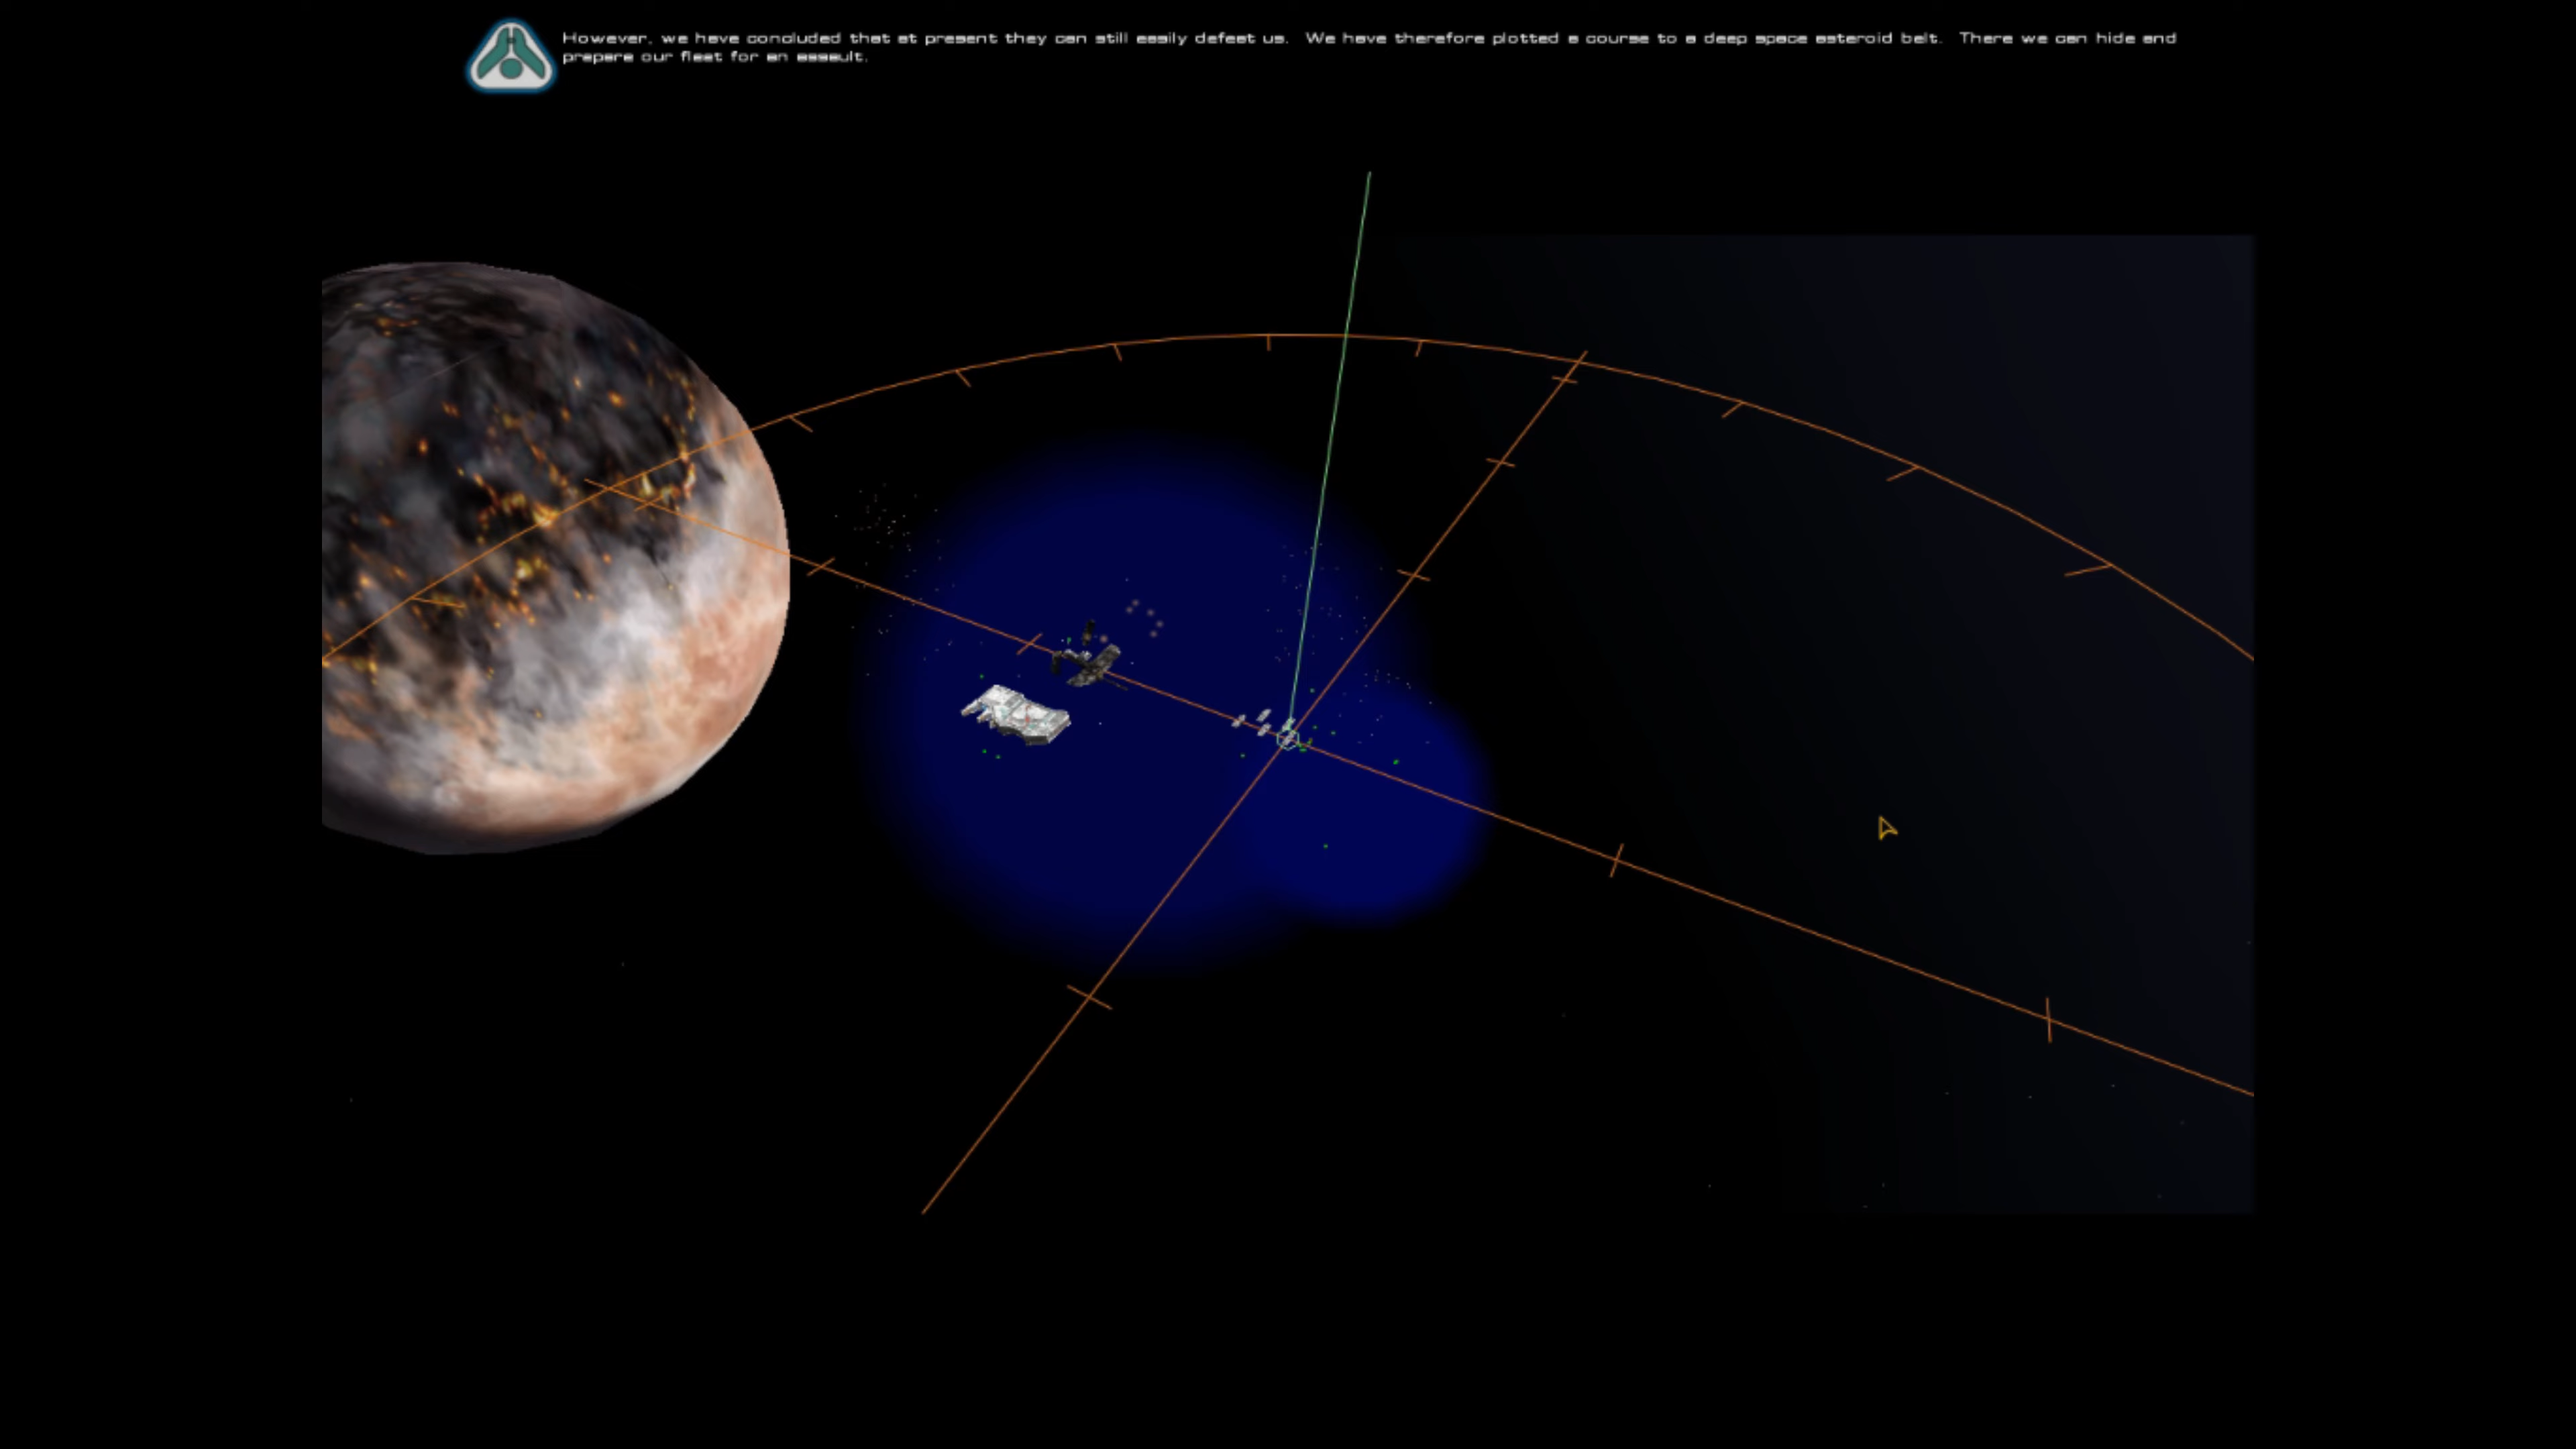 However, we have concluded that at present they can still easily defeat us.  We have therefore plotted a course to a deep space asteroid belt.  There we can hide and
prepare our fleet for an assault.